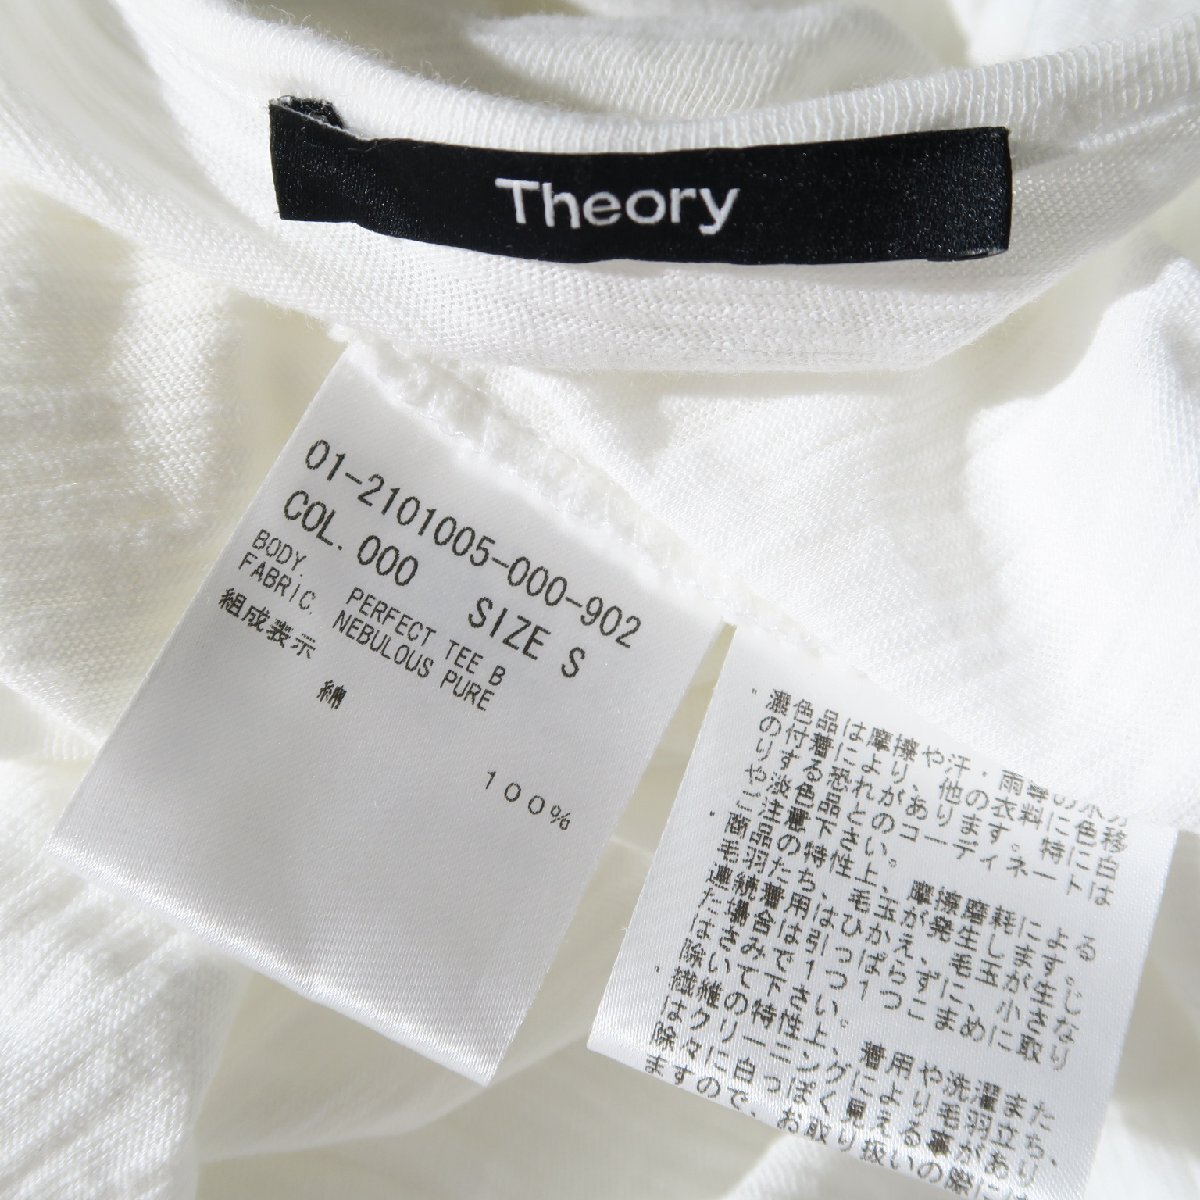 Theory
01-2101005-000-902
COL. 000 SIZE S
BODY. PERFECT TEE B
FABRIC. NEBULOUS PURE
組成表示
綿
100%
濃色品は摩擦や汗・雨等の水分
の付着により、他の衣料に色移
りする恐れがあります。特に白
や淡色品とのコーディネートは
ご注意下さい。
・商品の特性上、摩擦磨耗による
毛羽たち、毛玉が発生します。
連続着用はひかえ、毛玉が生じ
た場合は引っぱらずに、小さなり
はさみで1つ1つこまめに取り
除いて下さい。
・繊維の特性上、着用や洗濯また
はクリーニングにより毛羽立ち、
除々に白っぽく見える事があり
ますので、お取り扱いの際に